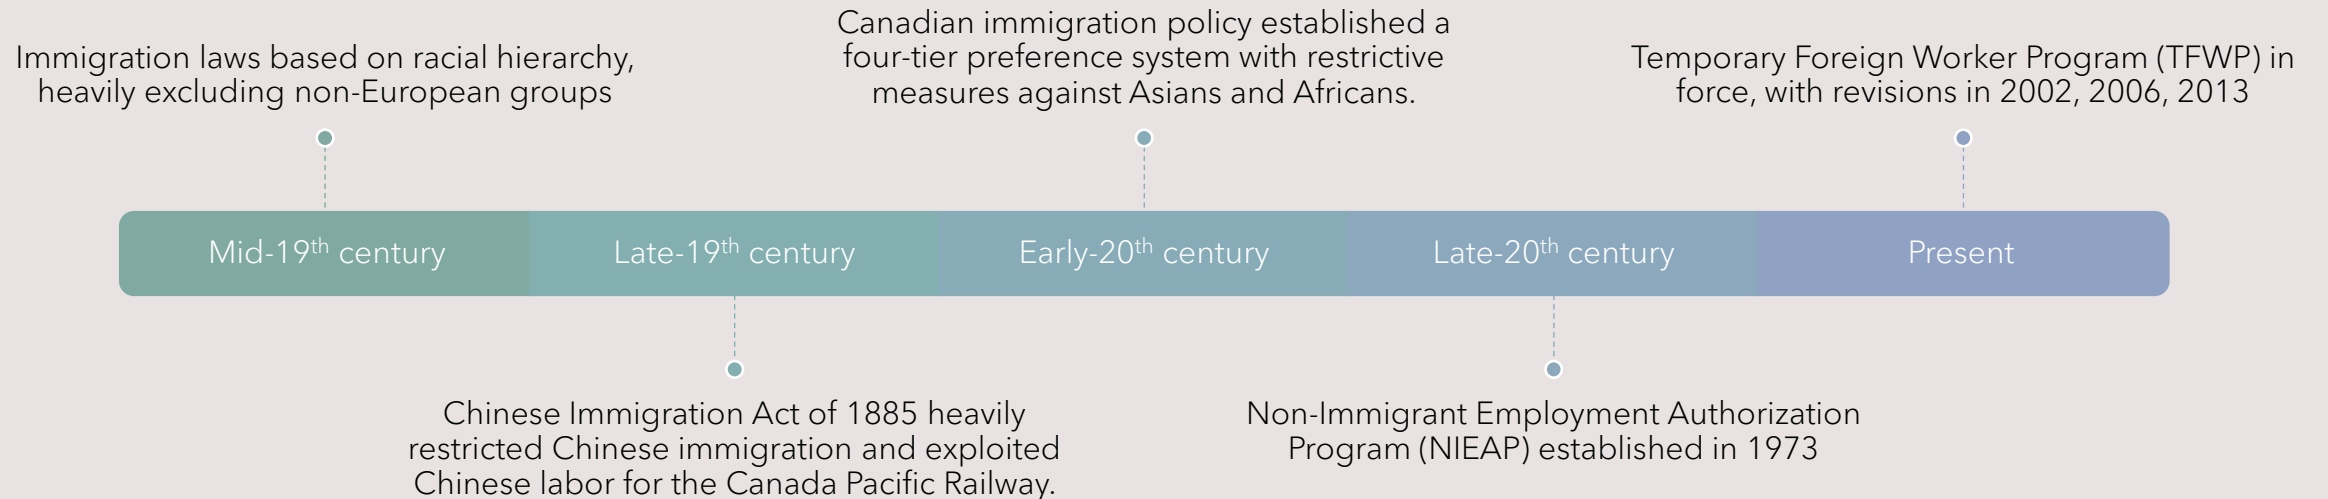 Immigration laws based on racial hierarchy,
heavily excluding non-European groups
Canadian immigration policy established a
four-tier preference system with restrictive
measures against Asians and Africans.
Temporary Foreign Worker Program (TFWP) in
force, with revisions in 2002, 2006, 2013
Mid-19th century
Late-19th century
Early-20th century
Late-20th century
Present
Chinese Immigration Act of 1885 heavily
restricted Chinese immigration and exploited
Chinese labor for the Canada Pacific Railway.
Non-Immigrant Employment Authorization
Program (NIEAP) established in 1973